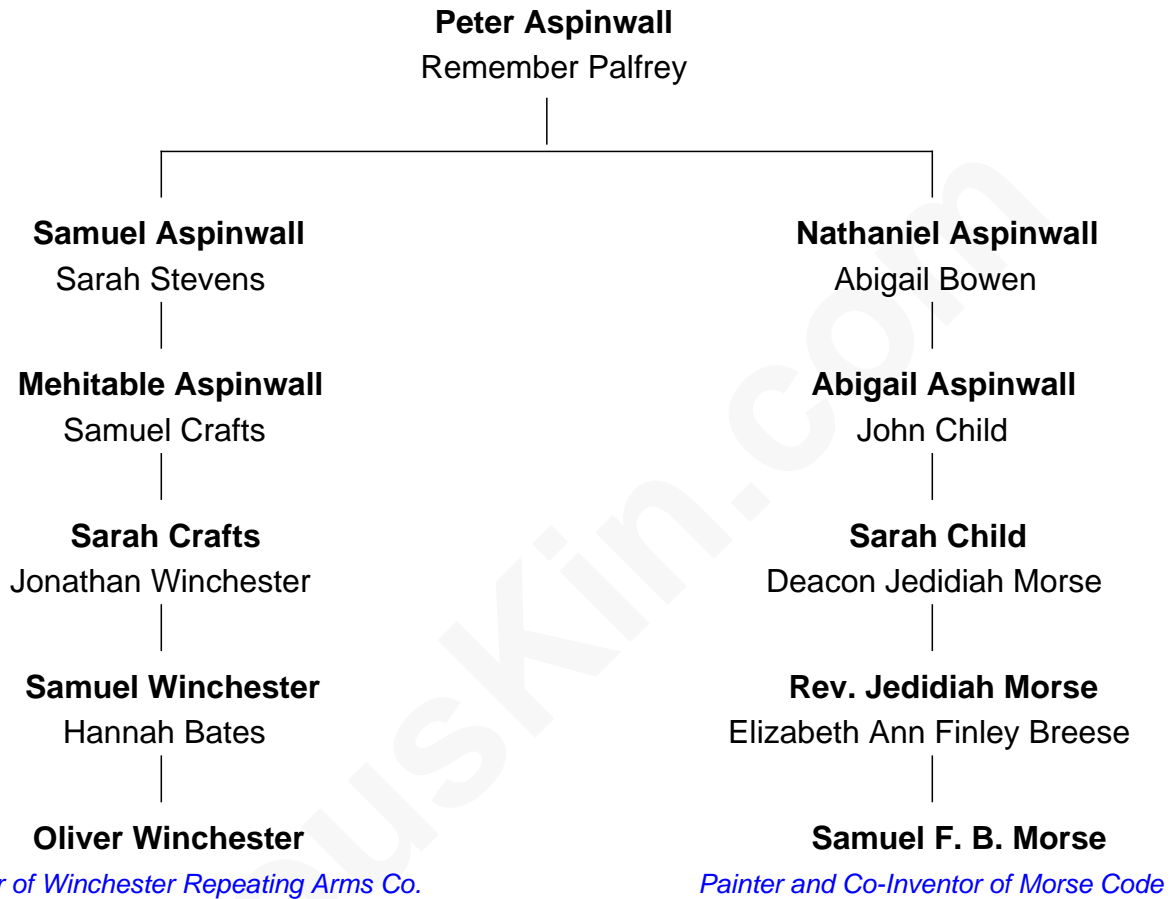 Peter Aspinwall
Remember Palfrey
Samuel Aspinwall
Sarah Stevens
Nathaniel Aspinwall
Abigail Bowen
Mehitable Aspinwall
Samuel Crafts
Abigail Aspinwall
John Child
Sarah Crafts
Jonathan Winchester
Sarah Child
Deacon Jedidiah Morse
Samuel Winchester
Hannah Bates
Rev. Jedidiah Morse
Elizabeth Ann Finley Breese
Oliver Winchester
of Winchester Repeating Arms Co.
Samuel F. B. Morse
Painter and Co-Inventor of Morse Code